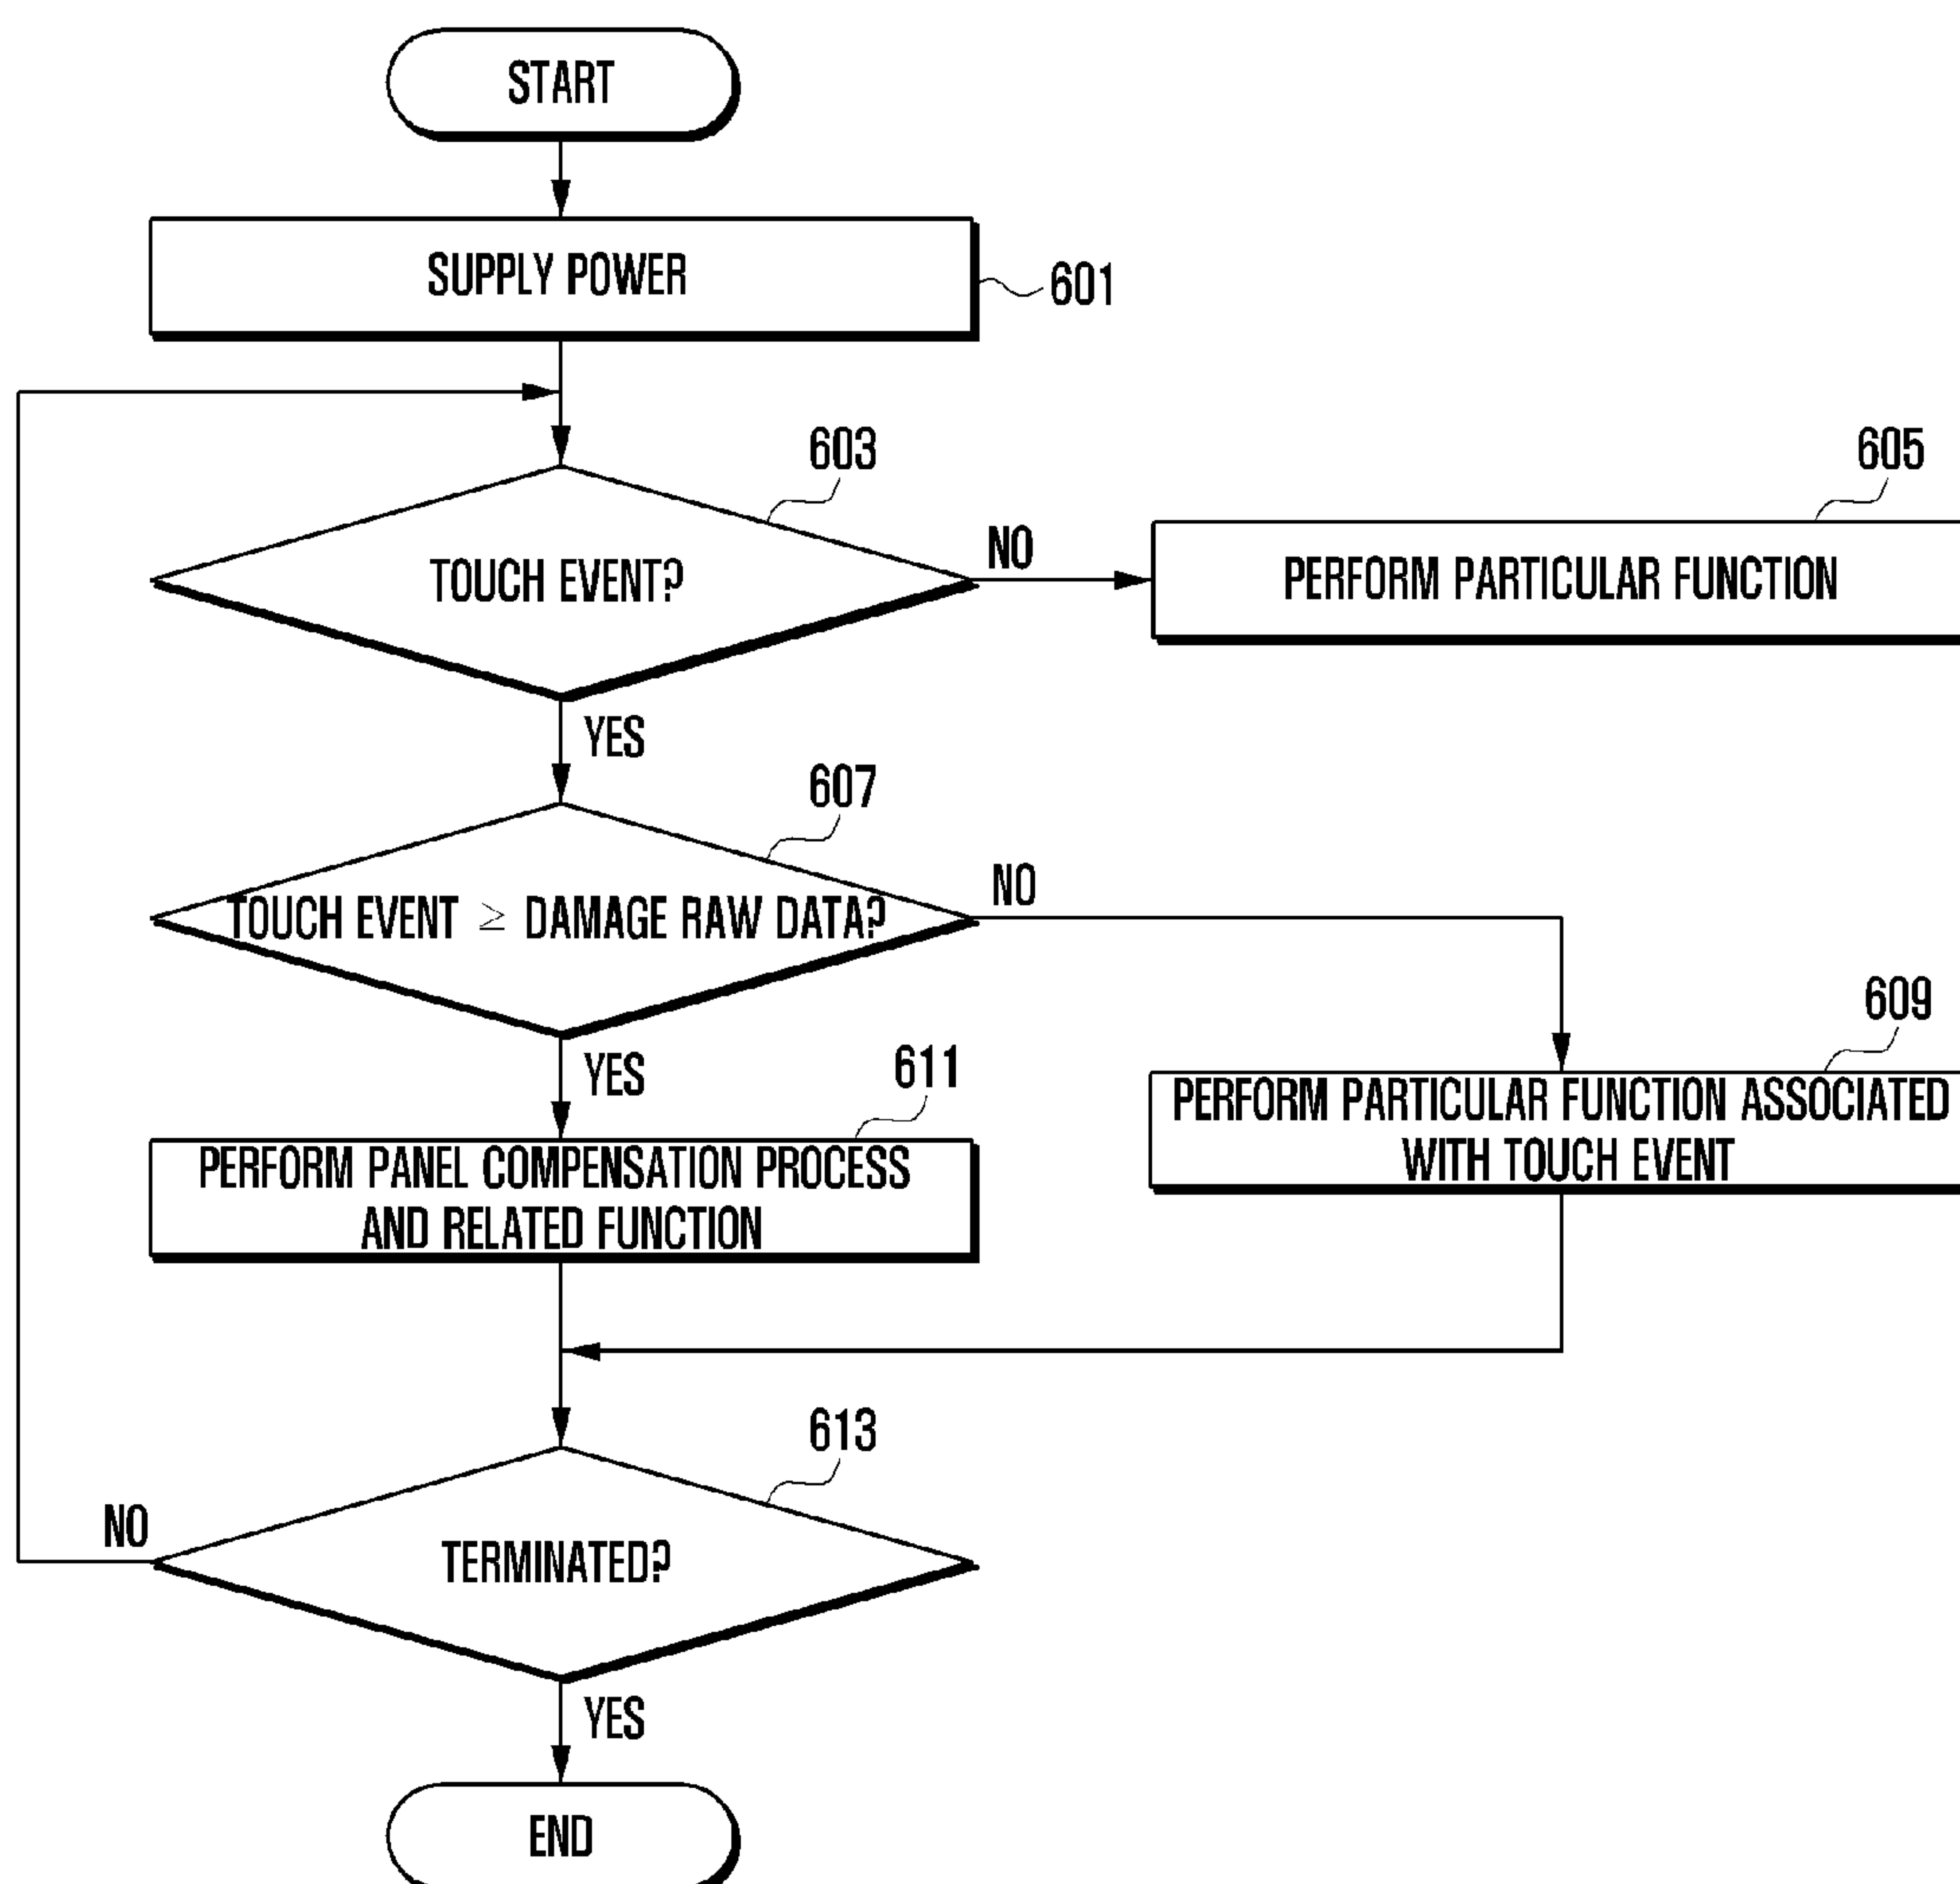 START
SUPPLY POWER
601
603
605
TOUCH EVENT?
NO
PERFORM PARTICULAR FUNCTION
YES
607
TOUCH EVENT ≥ DAMAGE RAW DATA?
NO
609
YES
611
PERFORM PARTICULAR FUNCTION ASSOCIATED
WITH TOUCH EVENT
PERFORM PANEL COMPENSATION PROCESS
AND RELATED FUNCTION
613
NO
TERMINATED?
YES
END